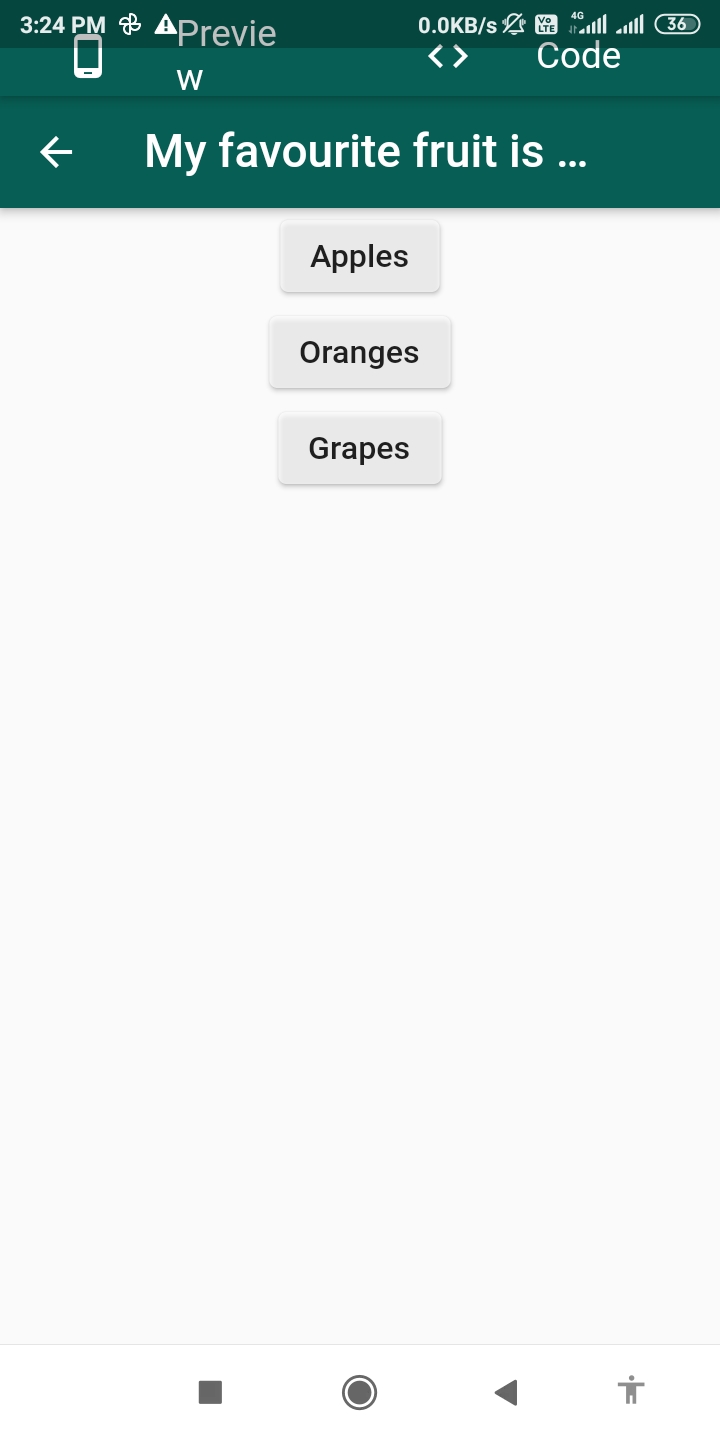 3:24 PM 0.0KB/s Vo LTE 4G 36
Previe
w
Code
My favourite fruit is ...
Apples
Oranges
Grapes